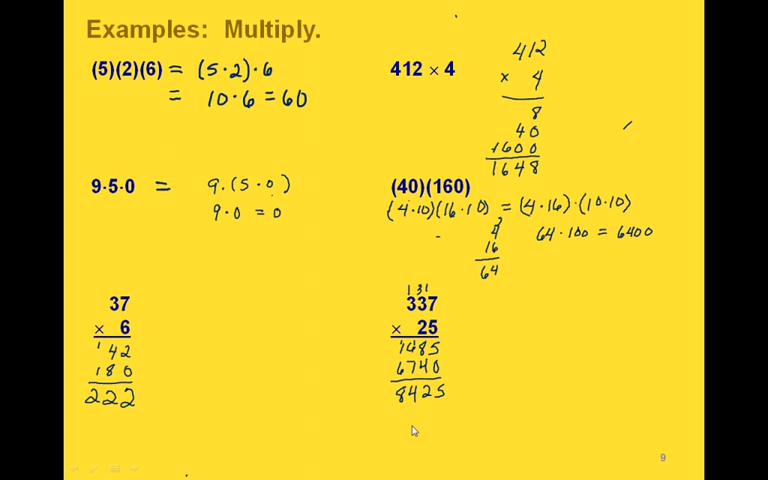 Examples: Multiply.
(5)(2)(6) = (5·2)·6
= 10·6 = 60
412 × 4
412
× 4
8
40
1600
1648
9·5·0 = 9·(5·0)
9·0 = 0
(40)(160)
(4·10)(16·10) = (4·16)·(10·10)
64·100 = 6400
16
64
37
× 6
42
180
222
337
× 25
6740
8425
9